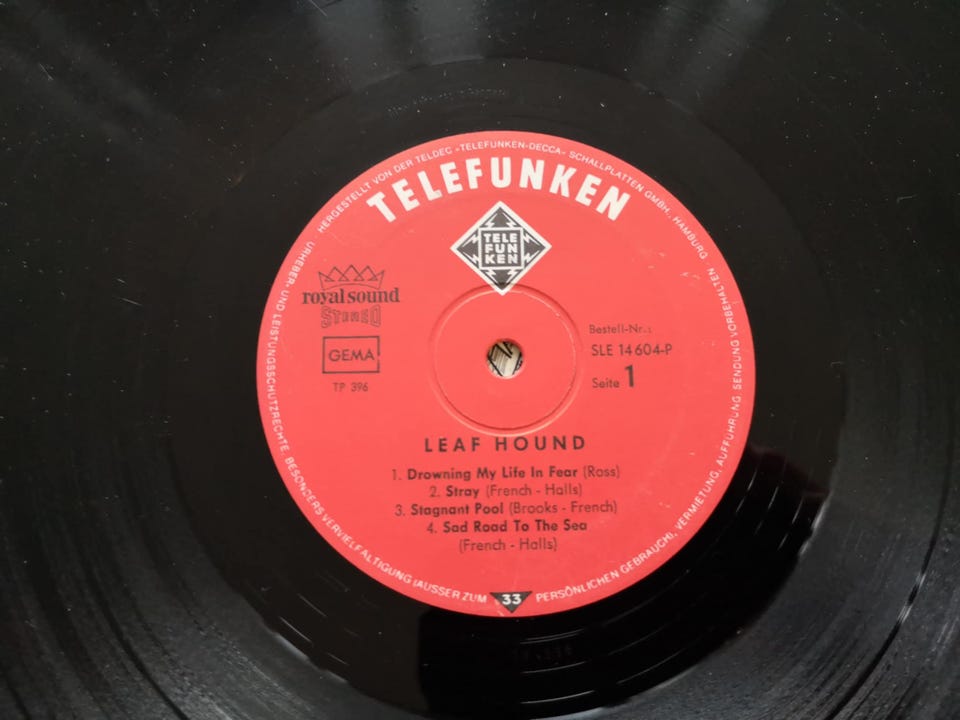 HERGESTELLT VON DER TELDEC »TELEFUNKEN-DECCA« SCHALLPLATTEN GMBH., HAMBURG · VERMIETUNG, AUFFÜHRUNG, SENDUNG VORBEHALTEN
URHEBER- UND LEISTUNGSSCHUTZRECHTE, BESONDERS VERVIELFÄLTIGUNG (AUSSER ZUM PERSÖNLICHEN GEBRAUCH),
TELEFUNKEN
TELE
FUN
KEN
royal sound
STEREO
GEMA
TP 396
Bestell-Nr.:
SLE 14 604-P
Seite 1
LEAF HOUND
1. Drowning My Life In Fear (Ross)
2. Stray (French - Halls)
3. Stagnant Pool (Brooks - French)
4. Sad Road To The Sea
(French - Halls)
33